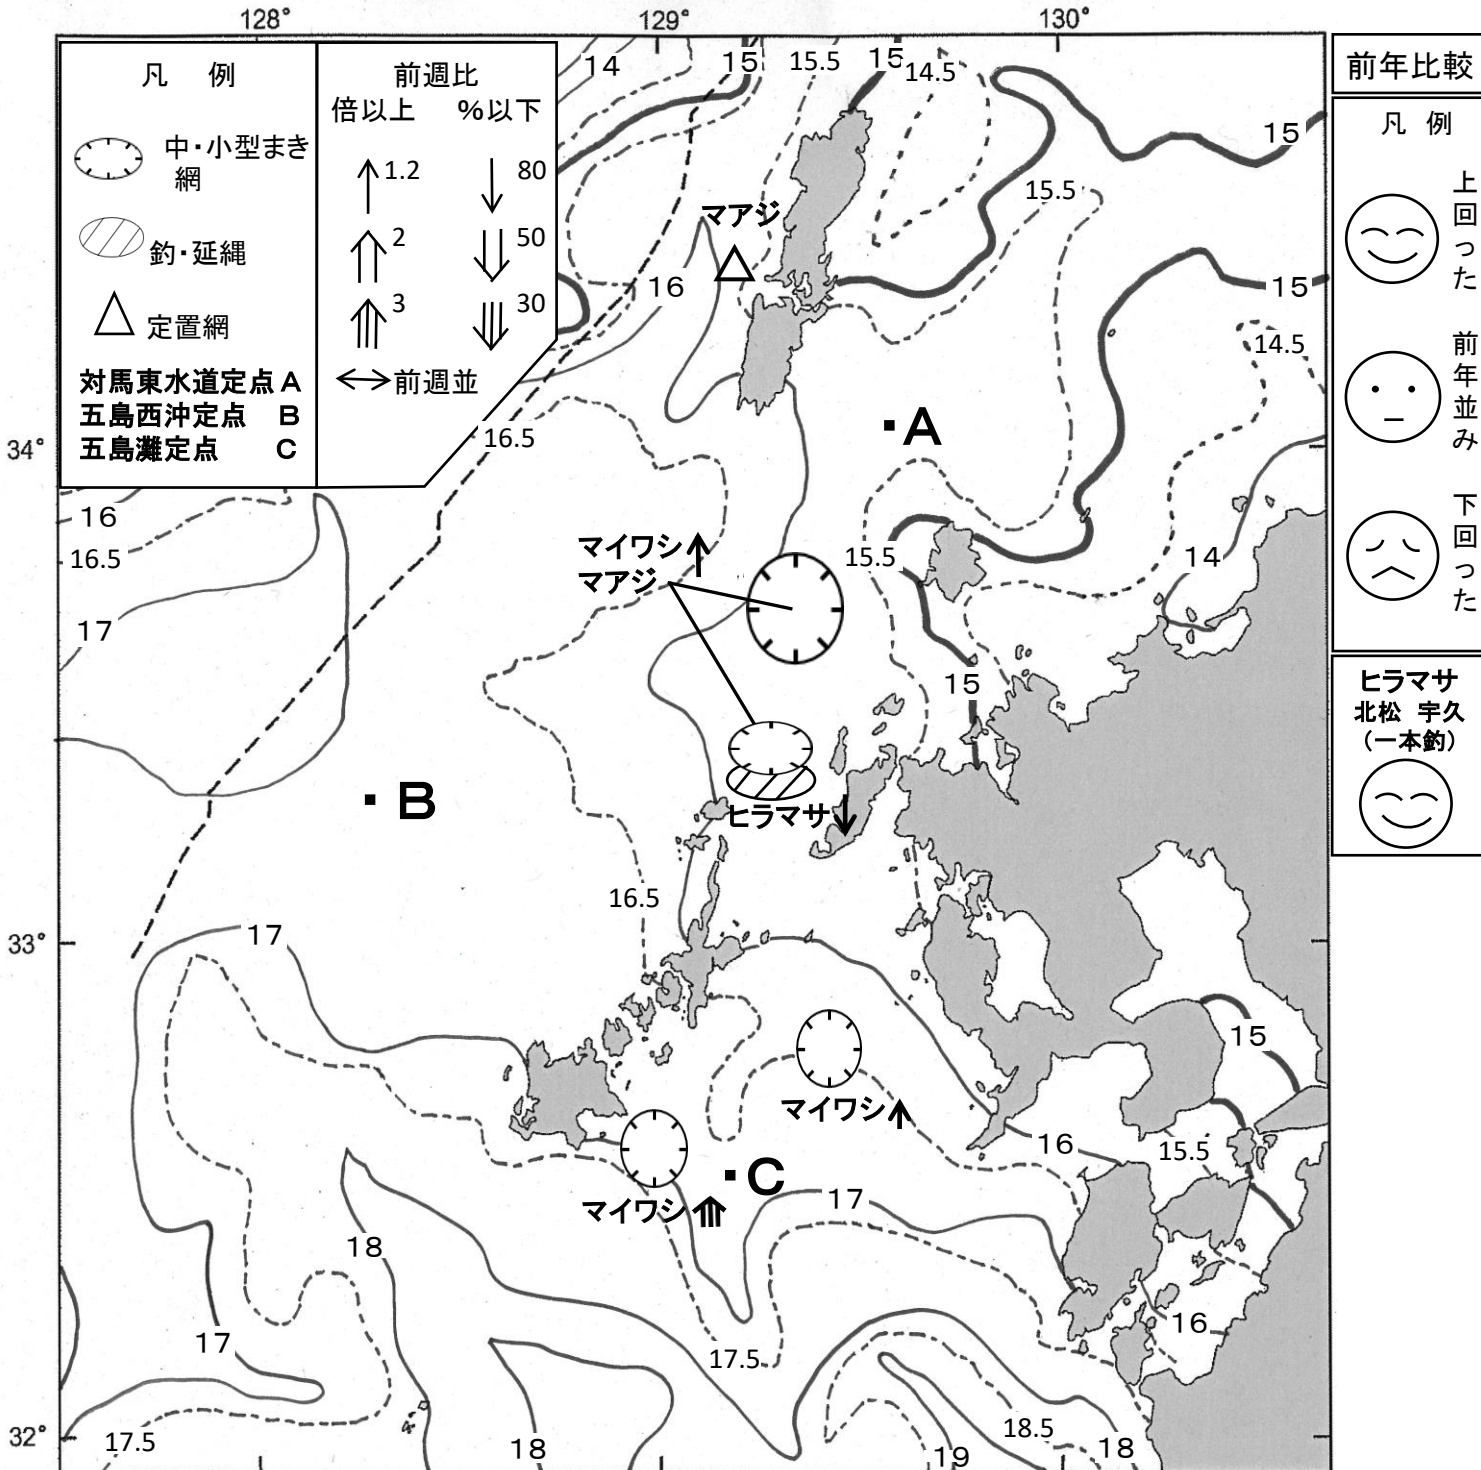 128°
129°
130°
凡 例
中・小型まき
網
釣・延縄
定置網
対馬東水道定点 A
五島西沖定点 B
五島灘定点 C
前週比
倍以上 %以下
1.2 80
2 50
3 30
前週並
前年比較
凡 例
上回った
前年並み
下回った
ヒラマサ
北松 宇久
(一本釣)
14
15
15.5
15
14.5
15
15.5
マアジ
16
15
14.5
16.5
34°
A
16
16.5
マイワシ
マアジ
15.5
14
17
15
B
ヒラマサ
16.5
17
33°
15
マイワシ
16
15.5
C
17
マイワシ
18
17
16
17.5
32°
17.5
18
18.5
18
19